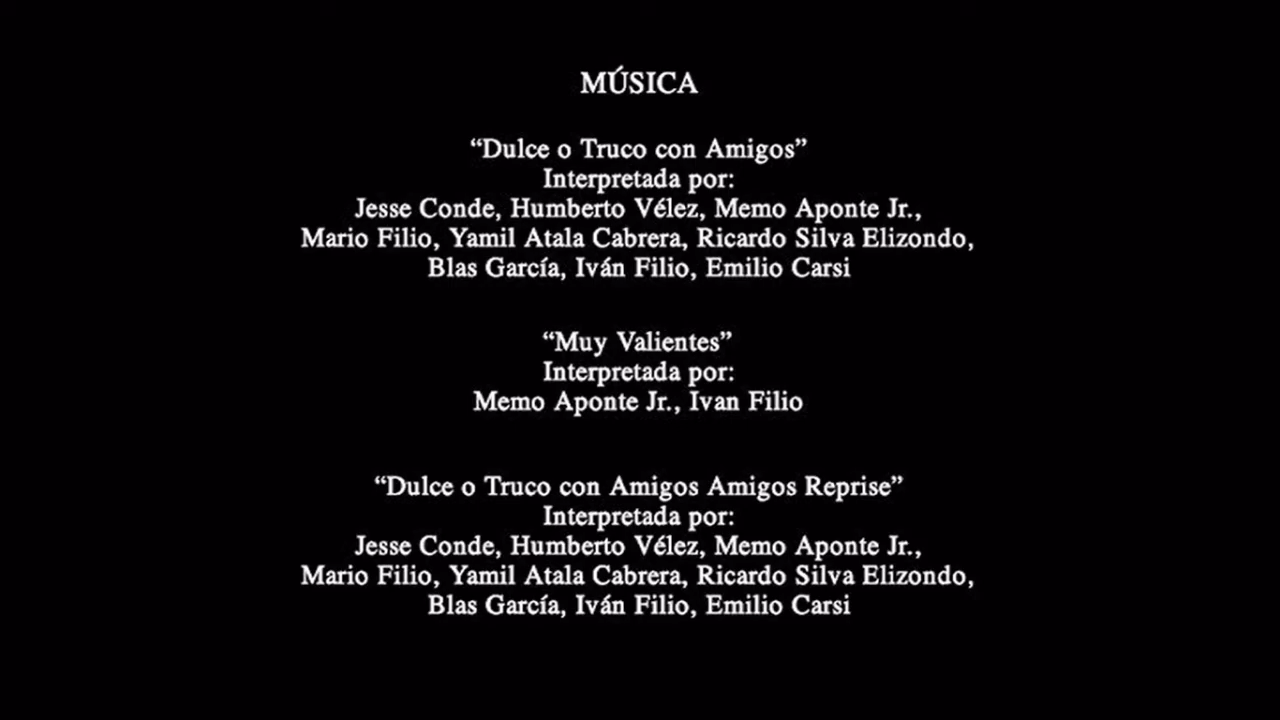 MÚSICA
“Dulce o Truco con Amigos”
Interpretada por:
Jesse Conde, Humberto Vélez, Memo Aponte Jr.,
Mario Filio, Yamil Atala Cabrera, Ricardo Silva Elizondo,
Blas García, Iván Filio, Emilio Carsi
“Muy Valientes”
Interpretada por:
Memo Aponte Jr., Ivan Filio
“Dulce o Truco con Amigos Amigos Reprise”
Interpretada por:
Jesse Conde, Humberto Vélez, Memo Aponte Jr.,
Mario Filio, Yamil Atala Cabrera, Ricardo Silva Elizondo,
Blas García, Iván Filio, Emilio Carsi